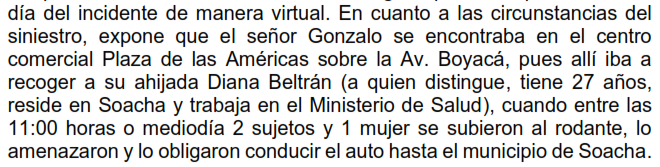 día del incidente de manera virtual. En cuanto a las circunstancias del
siniestro, expone que el señor Gonzalo se encontraba en el centro
comercial Plaza de las Américas sobre la Av. Boyacá, pues allí iba a
recoger a su ahijada Diana Beltrán (a quien distingue, tiene 27 años,
reside en Soacha y trabaja en el Ministerio de Salud), cuando entre las
11:00 horas o mediodía 2 sujetos y 1 mujer se subieron al rodante, lo
amenazaron y lo obligaron conducir el auto hasta el municipio de Soacha.